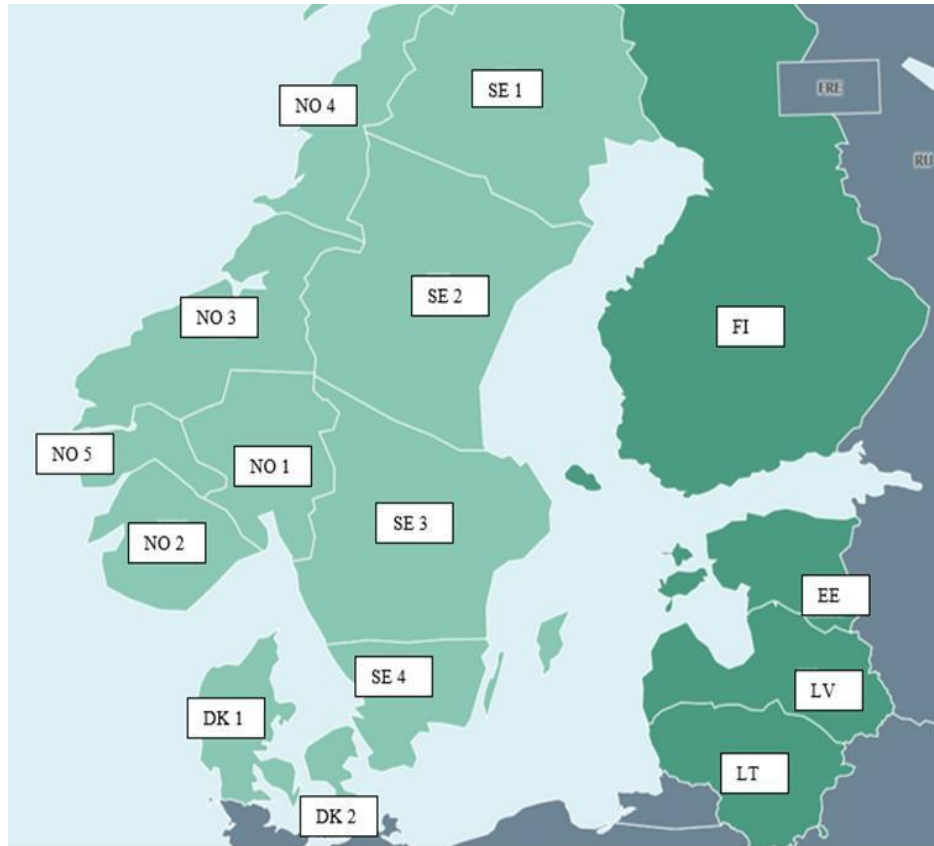 SE 1
NO 4
ERE
RU
SE 2
NO 3
FI
NO 5
NO 1
SE 3
NO 2
EE
SE 4
LV
DK 1
LT
DK 2